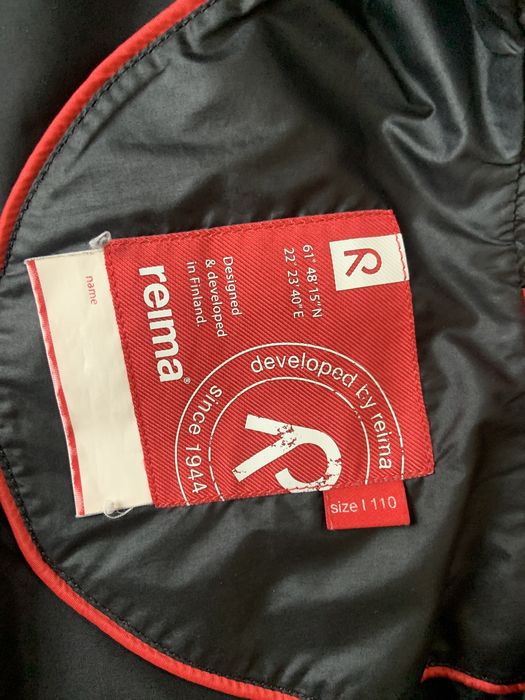 61° 48' 15" N
22° 23' 40" E
Designed
& developed
in Finland
reima®
developed by reima
since 1944
R
size | 110
name